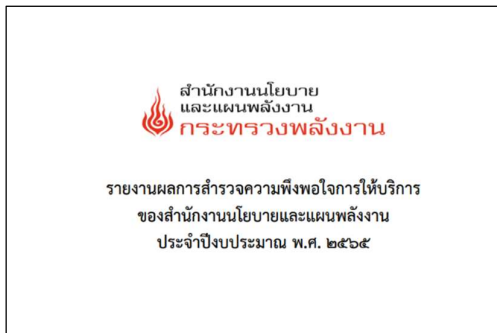 สำนักงานนโยบาย
และแผนพลังงาน
กระทรวงพลังงาน
รายงานผลการสำรวจความพึงพอใจการให้บริการ
ของสำนักงานนโยบายและแผนพลังงาน
ประจำปีงบประมาณ พ.ศ. ๒๕๖๕